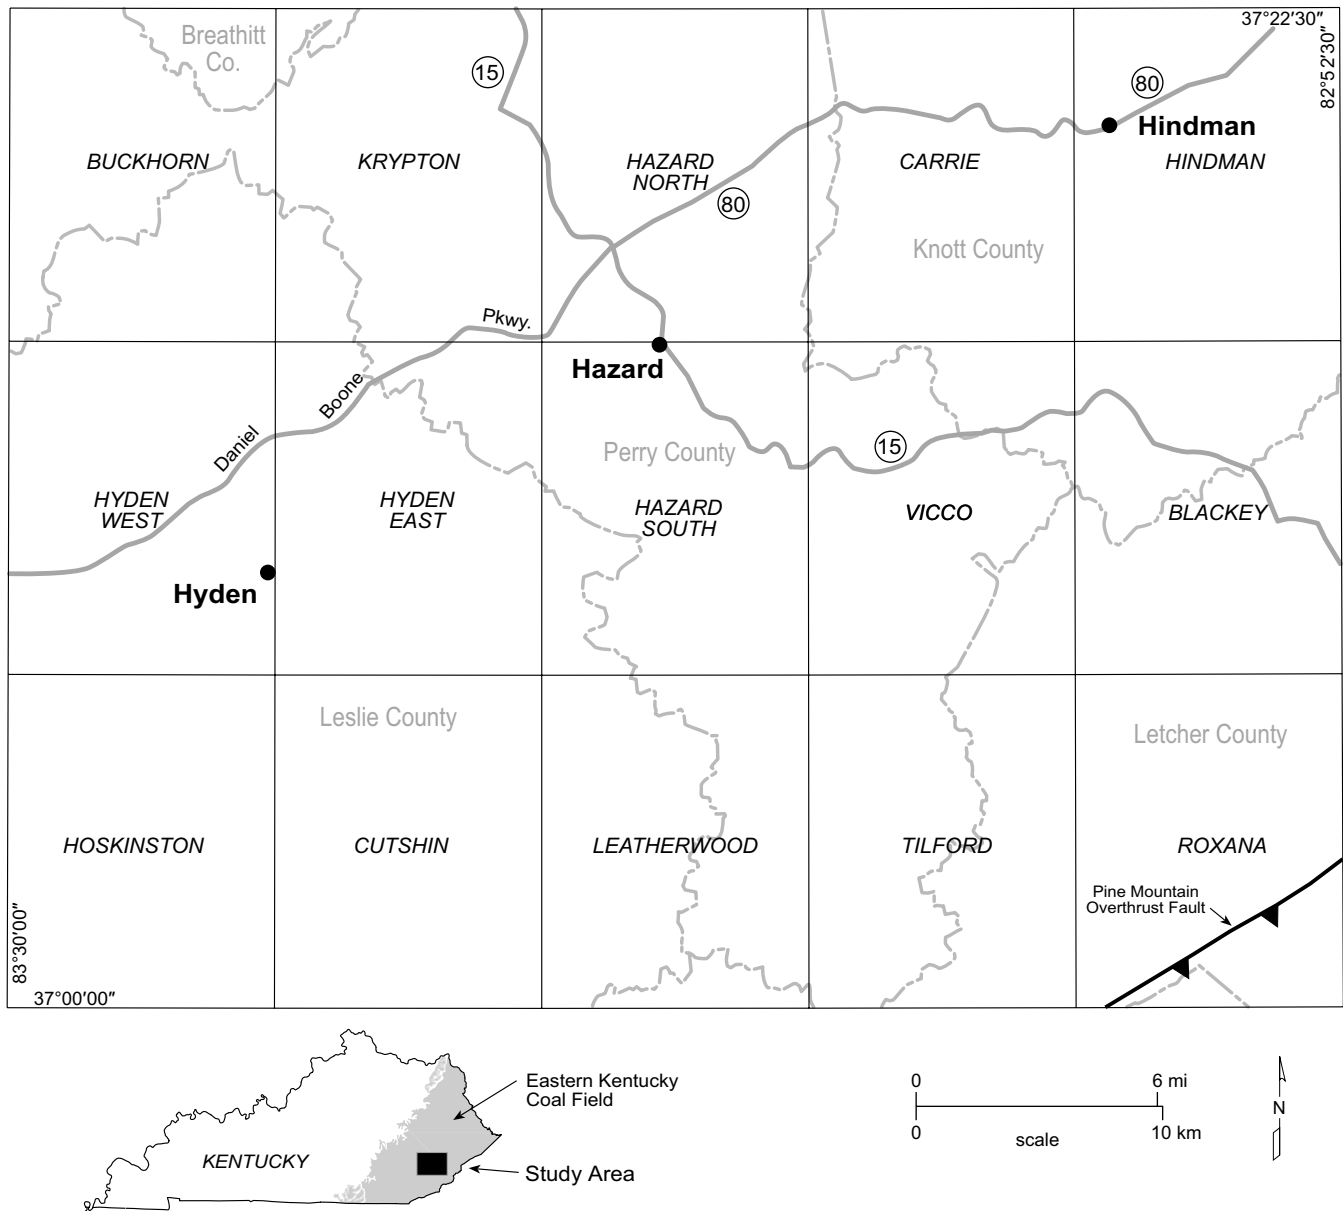 37°22′30″
82°52′30″
Breathitt
Co.
15
80
Hindman
BUCKHORN
KRYPTON
HAZARD
NORTH
CARRIE
HINDMAN
80
Knott County
Pkwy.
Hazard
Boone
Daniel
Perry County
15
HYDEN
WEST
HYDEN
EAST
HAZARD
SOUTH
VICCO
BLACKEY
Hyden
Leslie County
Letcher County
HOSKINSTON
CUTSHIN
LEATHERWOOD
TILFORD
ROXANA
Pine Mountain
Overthrust Fault
83°30′00″
37°00′00″
Eastern Kentucky
Coal Field
KENTUCKY
Study Area
0
6 mi
0
scale
10 km
N